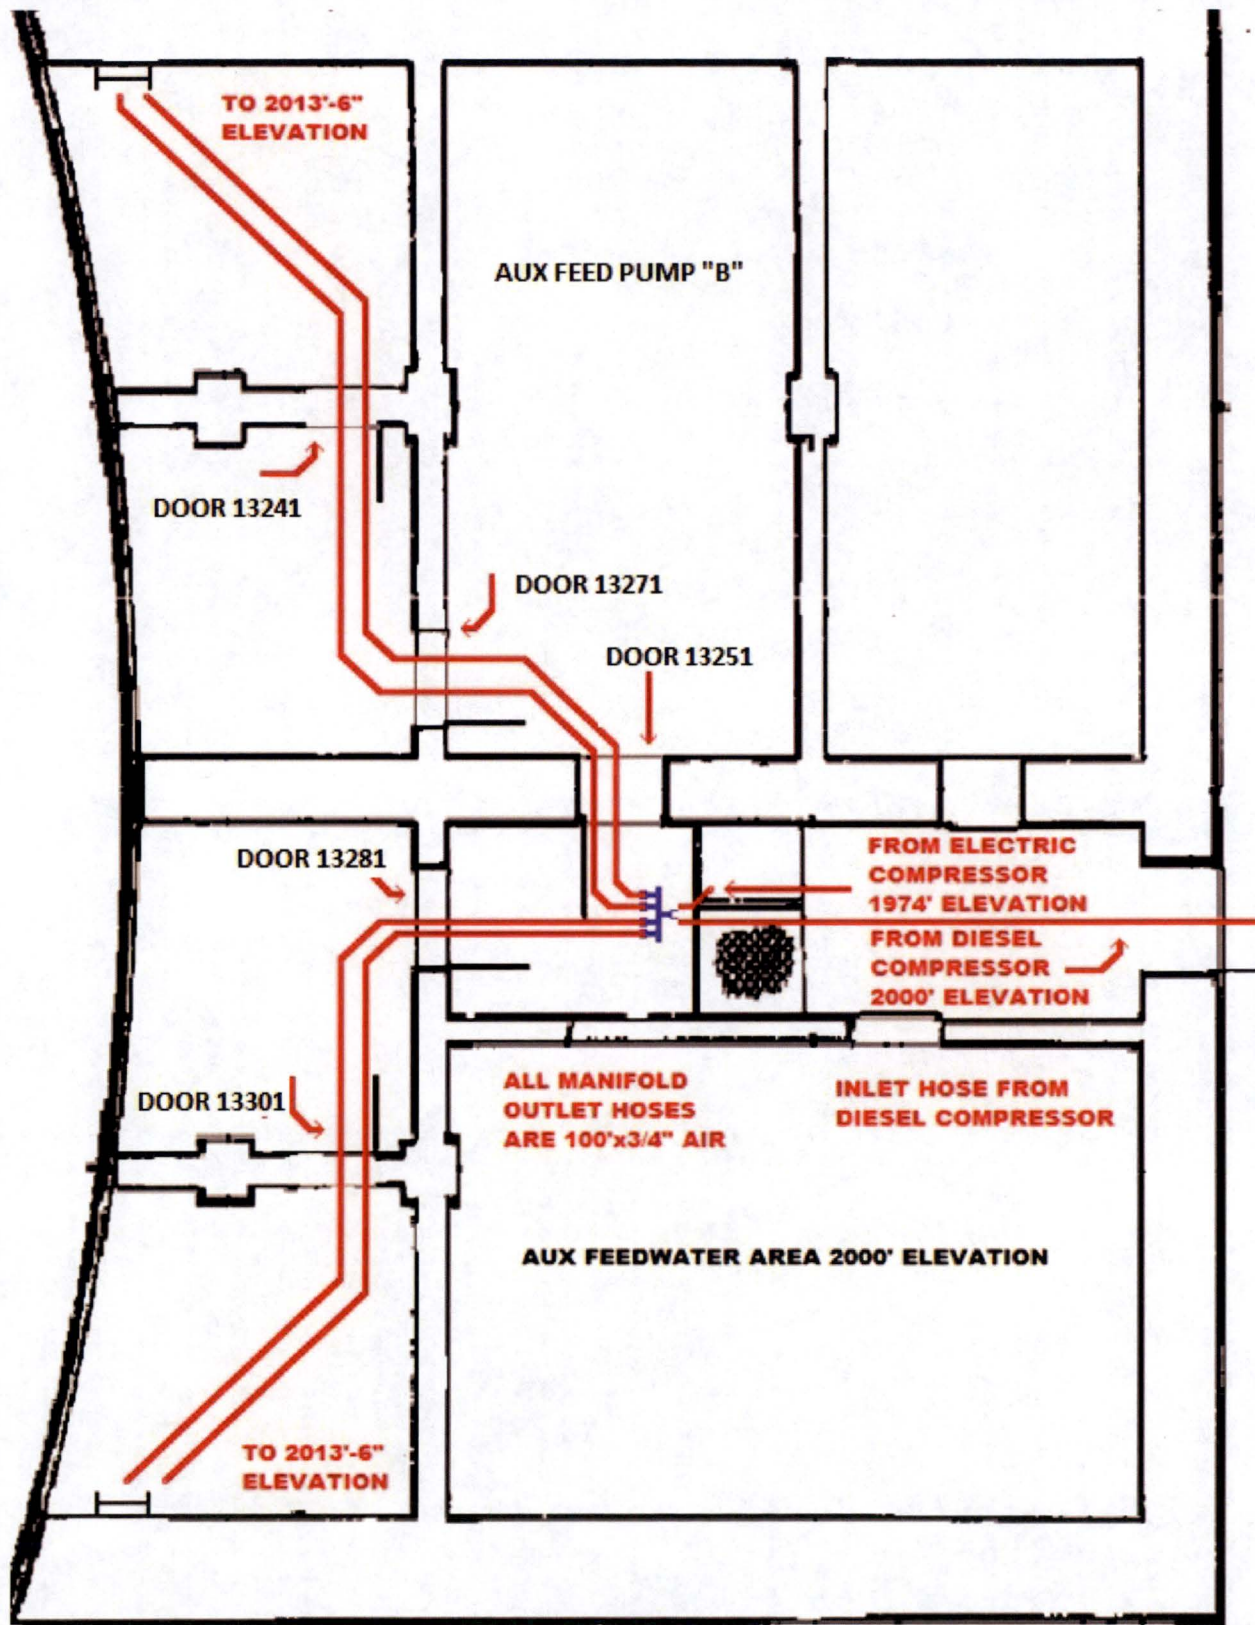 TO 2013'-6"
ELEVATION
AUX FEED PUMP "B"
DOOR 13241
DOOR 13271
DOOR 13251
DOOR 13281
FROM ELECTRIC
COMPRESSOR
1974' ELEVATION
FROM DIESEL
COMPRESSOR
2000' ELEVATION
DOOR 13301
ALL MANIFOLD
OUTLET HOSES
ARE 100'x3/4" AIR
INLET HOSE FROM
DIESEL COMPRESSOR
AUX FEEDWATER AREA 2000' ELEVATION
TO 2013'-6"
ELEVATION